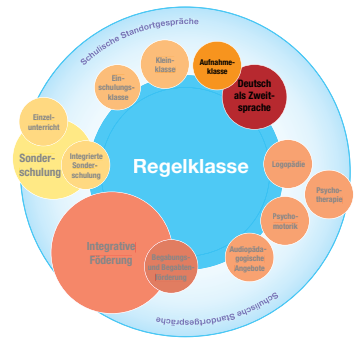 Schulische Standortgespräche
Klein-
klasse
Aufnahme-
klasse
Ein-
schulungs-
klasse
Deutsch
als Zweit-
sprache
Einzel-
unterricht
Sonder-
schulung
Integrierte
Sonder-
schulung
Regelklasse
Logopädie
Psycho-
therapie
Psycho-
motorik
Integrative
Föderung
Begabungs-
und Begabten-
förderung
Audiopäda-
gogische
Angebote
Schulische Standortgespräche